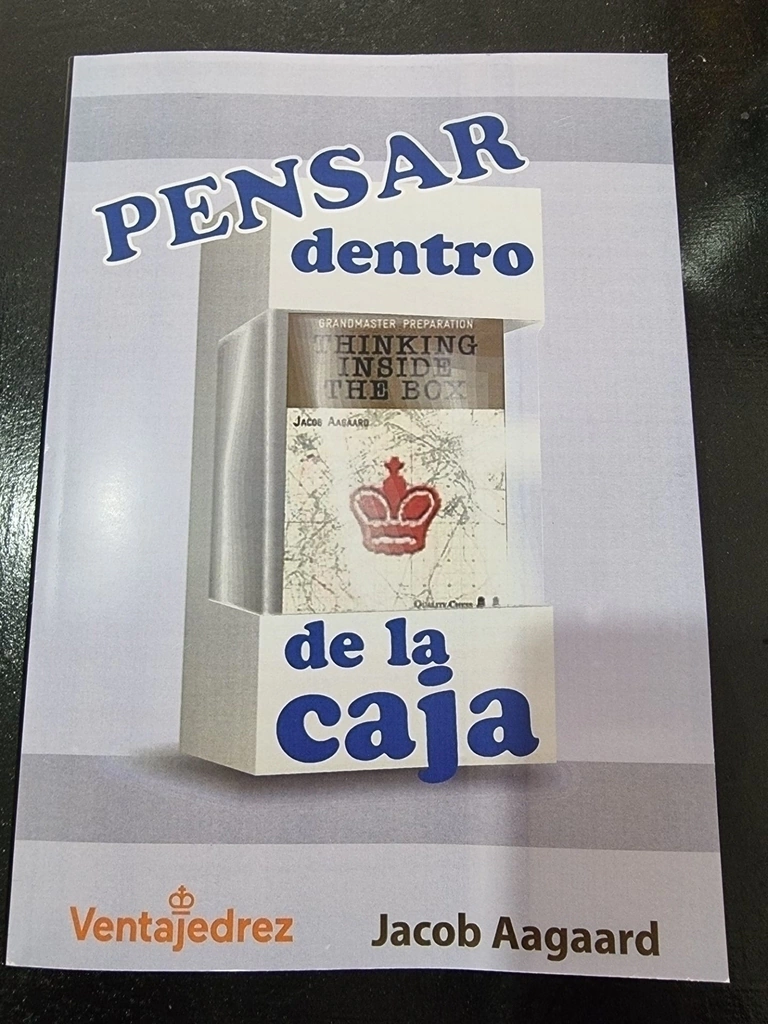 PENSAR
dentro
GRANDMASTER PREPARATION
THINKING
INSIDE
THE BOX
JACOB AAGAARD
QUALITY CHESS
de la
caja
Ventajedrez
Jacob Aagaard